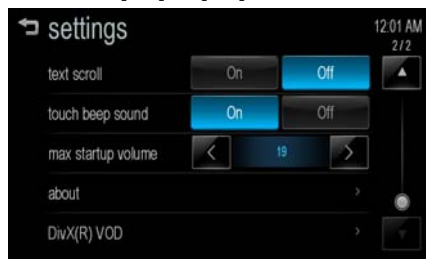 settings
12:01 AM
2/2
text scroll On Off
touch beep sound On Off
max startup volume 19
about
DivX(R) VOD